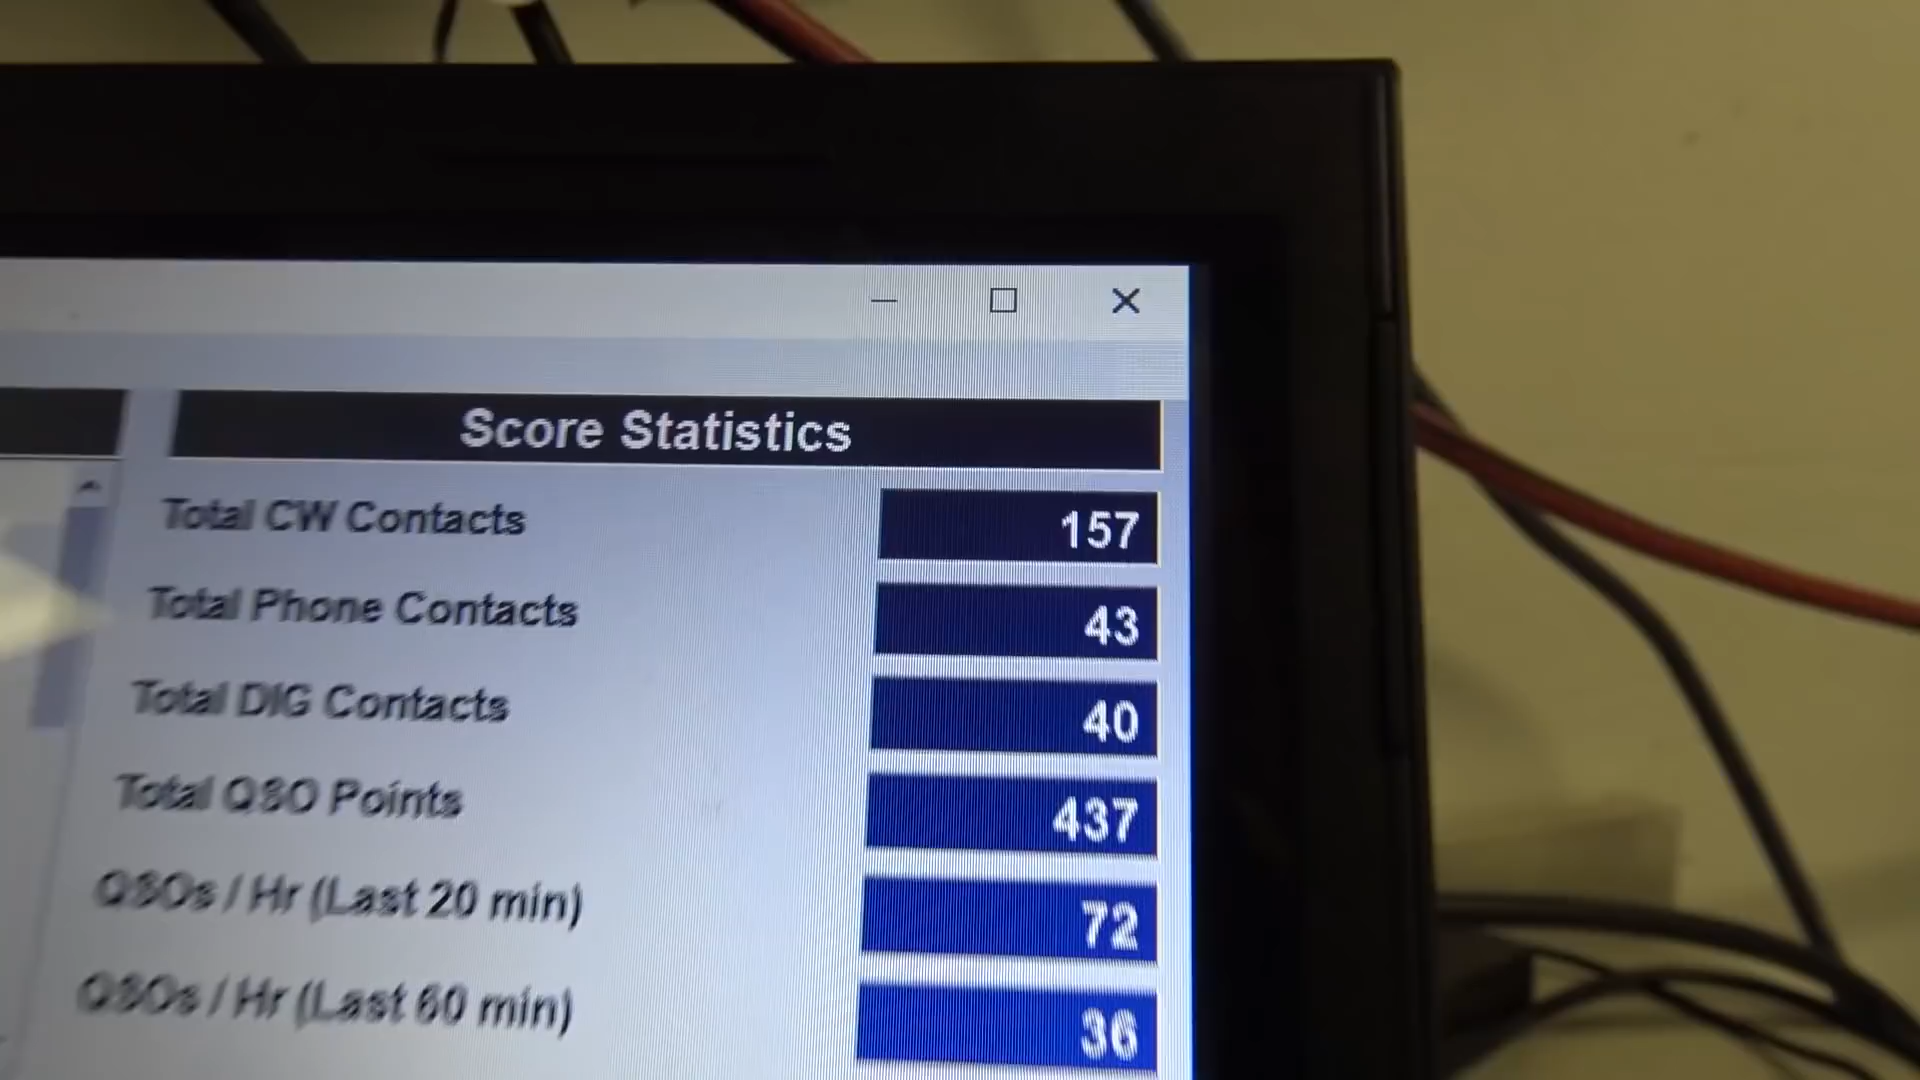 Score Statistics
Total CW Contacts 157
Total Phone Contacts 43
Total DIG Contacts 40
Total QSO Points 437
QSOs / Hr (Last 20 min) 72
QSOs / Hr (Last 60 min) 36